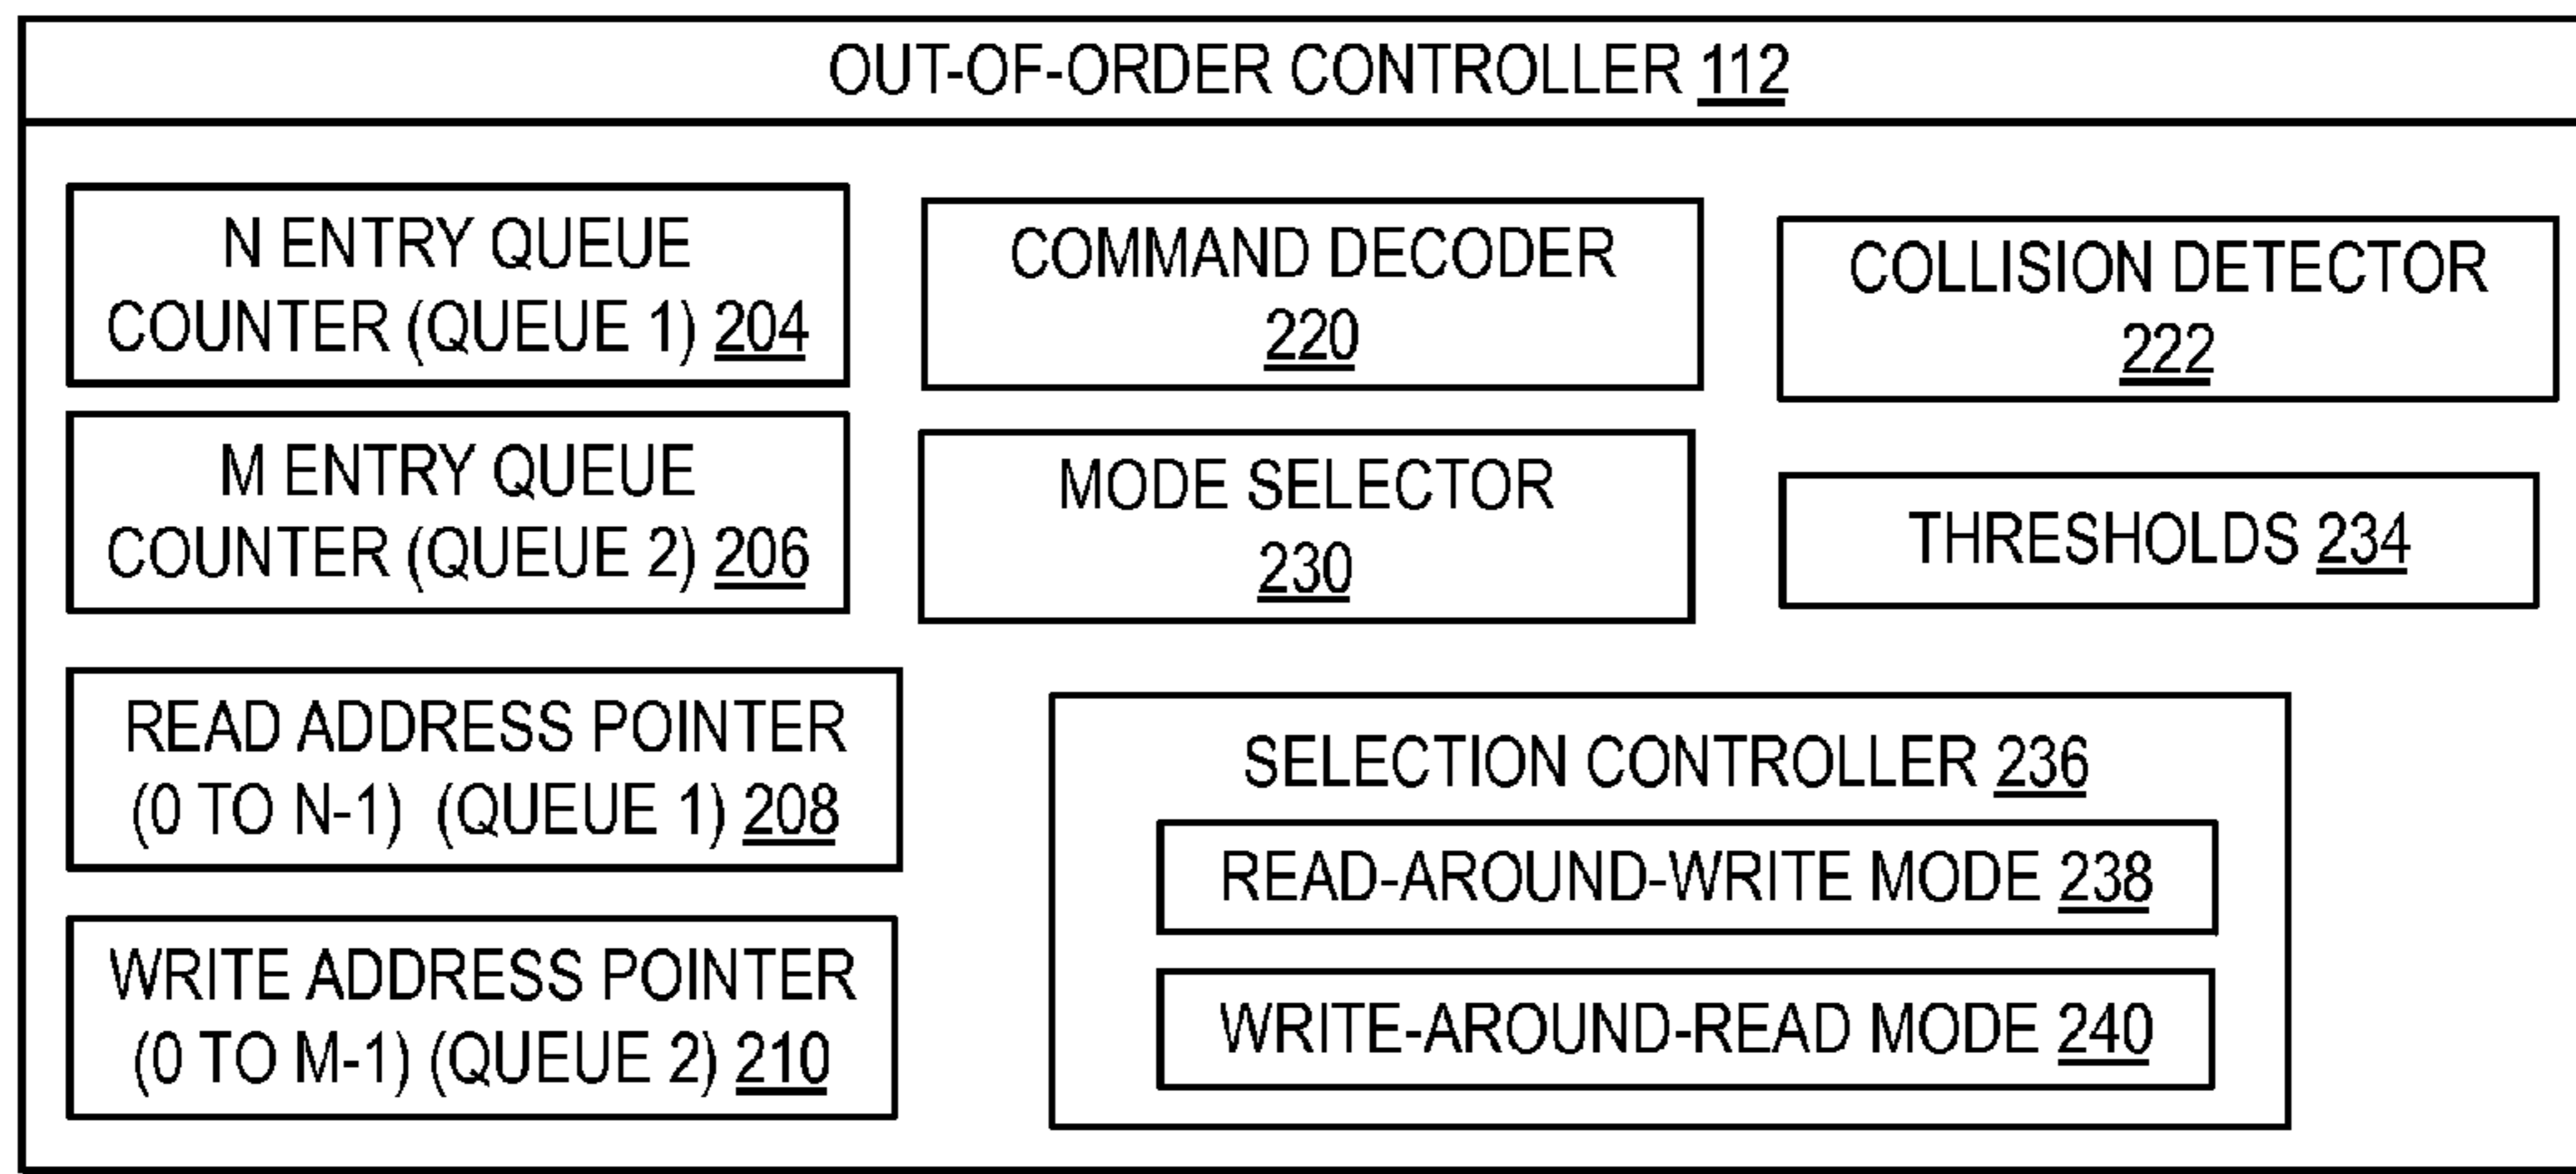 OUT-OF-ORDER CONTROLLER 112
N ENTRY QUEUE
COUNTER (QUEUE 1) 204
COMMAND DECODER
220
COLLISION DETECTOR
222
M ENTRY QUEUE
COUNTER (QUEUE 2) 206
MODE SELECTOR
230
THRESHOLDS 234
READ ADDRESS POINTER
(0 TO N-1) (QUEUE 1) 208
WRITE ADDRESS POINTER
(0 TO M-1) (QUEUE 2) 210
SELECTION CONTROLLER 236
READ-AROUND-WRITE MODE 238
WRITE-AROUND-READ MODE 240